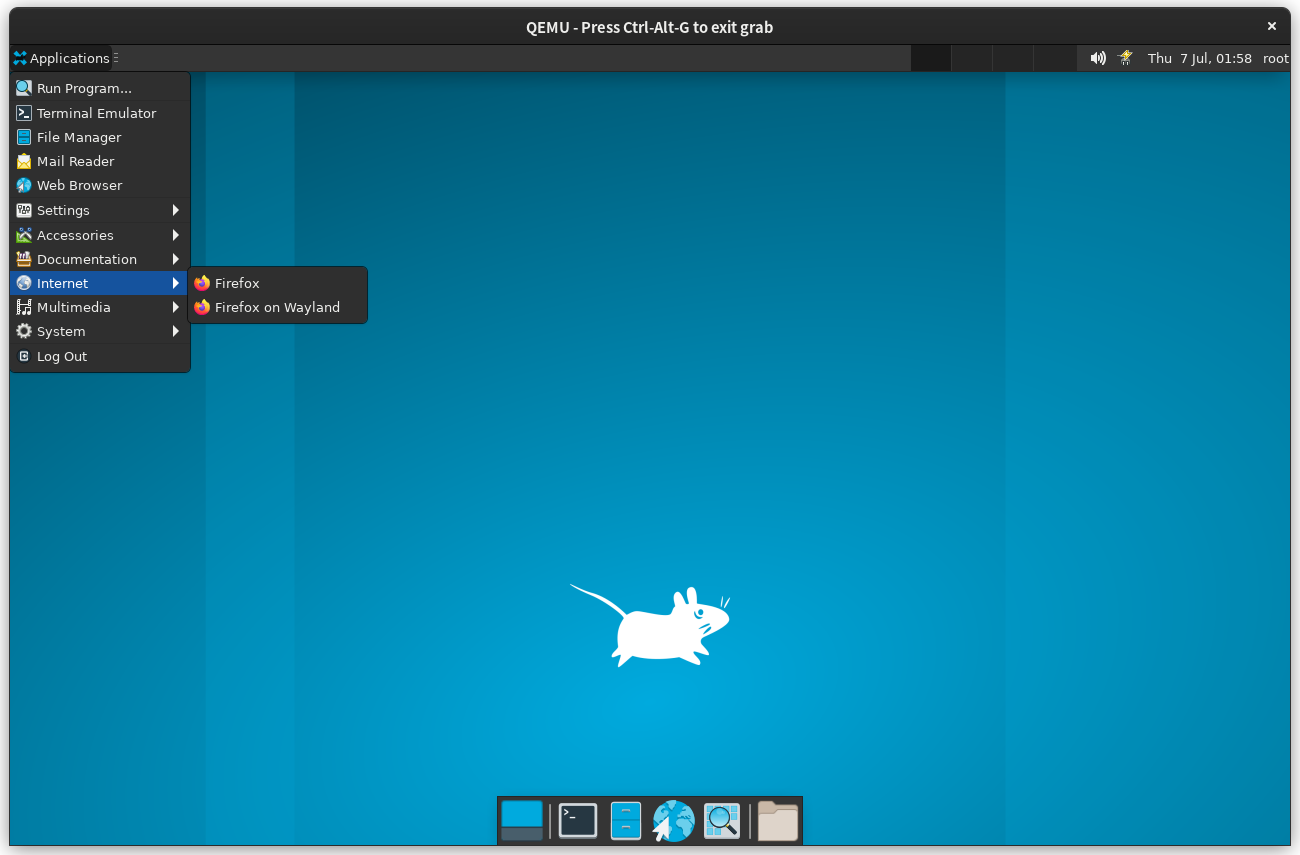 QEMU - Press Ctrl-Alt-G to exit grab
Applications
Thu 7 Jul, 01:58 root
Run Program...
Terminal Emulator
File Manager
Mail Reader
Web Browser
Settings
Accessories
Documentation
Internet
Firefox
Multimedia
Firefox on Wayland
System
Log Out